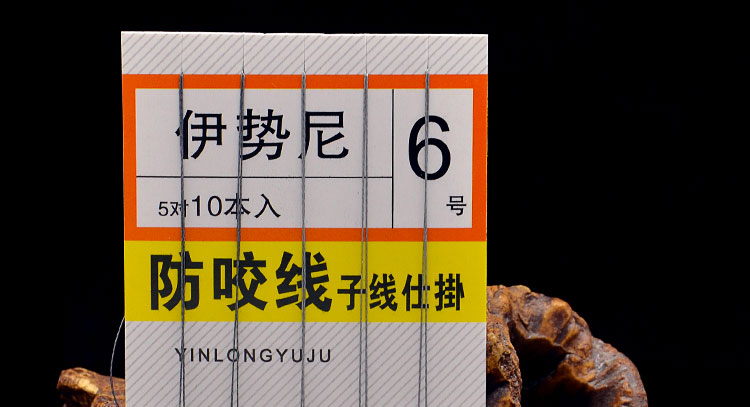 伊势尼
6
5对10本入
号
防咬线子线仕掛
YINLONGYUJU